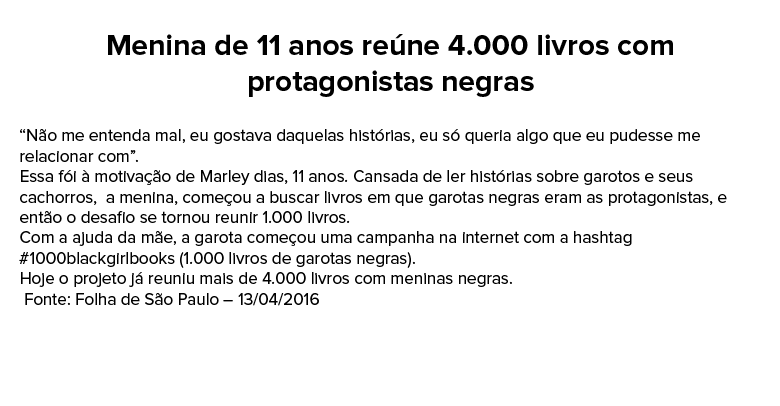 Menina de 11 anos reúne 4.000 livros com
protagonistas negras
“Não me entenda mal, eu gostava daquelas histórias, eu só queria algo que eu pudesse me
relacionar com”.
Essa fói à motivação de Marley dias, 11 anos. Cansada de ler histórias sobre garotos e seus
cachorros,  a menina, começou a buscar livros em que garotas negras eram as protagonistas, e
então o desafio se tornou reunir 1.000 livros.
Com a ajuda da mãe, a garota começou uma campanha na internet com a hashtag
#1000blackgirlbooks (1.000 livros de garotas negras).
Hoje o projeto já reuniu mais de 4.000 livros com meninas negras.
Fonte: Folha de São Paulo – 13/04/2016